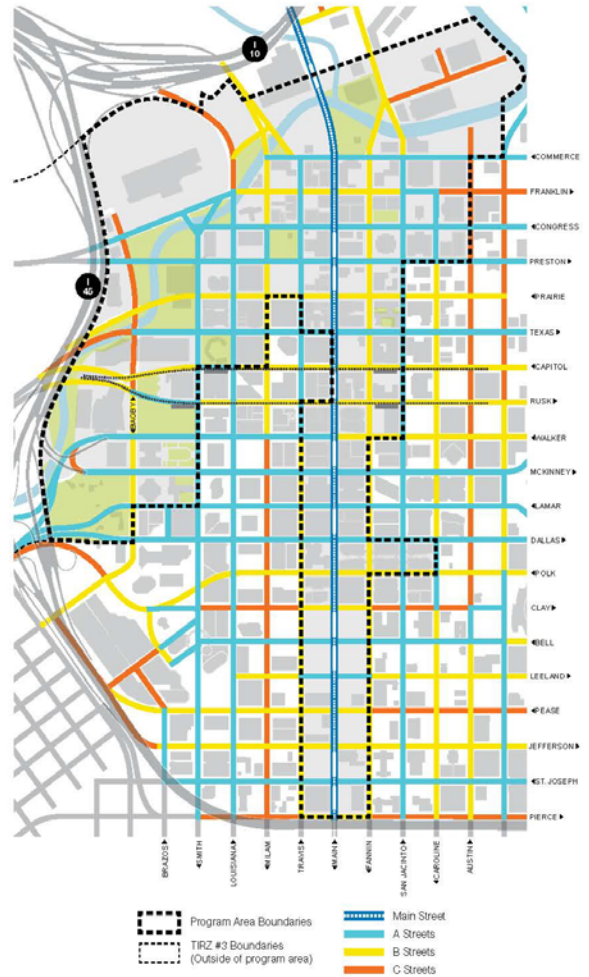 I
10
◄COMMERCE
FRANKLIN►
◄CONGRESS
PRESTON►
◄PRAIRIE
I
45
TEXAS►
◄CAPITOL
RUSK►
◄BAGBY
◄WALKER
MCKINNEY►
◄LAMAR
DALLAS►
◄POLK
CLAY►
◄BELL
LEELAND►
◄PEASE
JEFFERSON►
◄ST. JOSEPH
PIERCE►
BRAZOS►
◄SMITH
LOUISIANA►
◄MILAM
TRAVIS►
◄MAIN►
◄FANNIN
SAN JACINTO►
◄CAROLINE
AUSTIN►
Program Area Boundaries
TIRZ #3 Boundaries
(Outside of program area)
Main Street
A Streets
B Streets
C Streets